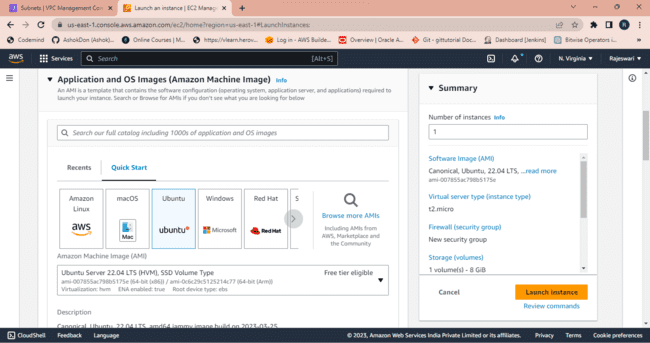 Subnets | VPC Management Con
Launch an instance | EC2 Manager
us-east-1.console.aws.amazon.com/ec2/home?region=us-east-1#LaunchInstances:
Codemind
AshokDon (Ashok)...
Online Courses | M...
https://vlearn.herov...
Log in - AWS Builde...
Overview | Oracle A...
Git - gittutorial Doc...
Dashboard [Jenkins]
Bitwise Operators i...
aws
Services
Search
[Alt+S]
N. Virginia
Rajeswari
Application and OS Images (Amazon Machine Image) Info
An AMI is a template that contains the software configuration (operating system, application server, and applications) required to
launch your instance. Search or Browse for AMIs if you don't see what you are looking for below
Search our full catalog including 1000s of application and OS images
Recents
Quick Start
Amazon
Linux
aws
macOS
Mac
Ubuntu
ubuntu
Windows
Microsoft
Red Hat
Red Hat
S
Browse more AMIs
Including AMIs from
AWS, Marketplace and
the Community
Amazon Machine Image (AMI)
Ubuntu Server 22.04 LTS (HVM), SSD Volume Type
Free tier eligible
ami-007855ac798b5175e (64-bit (x86)) / ami-0c6c29c5125214c77 (64-bit (Arm))
Virtualization: hvm ENA enabled: true Root device type: ebs
Description
Canonical, Ubuntu, 22.04 LTS, amd64 jammy image build on 2023-03-25
Summary
Number of instances Info
1
Software Image (AMI)
Canonical, Ubuntu, 22.04 LTS, ...read more
ami-007855ac798b5175e
Virtual server type (instance type)
t2.micro
Firewall (security group)
New security group
Storage (volumes)
1 volume(s) - 8 GiB
Cancel
Launch instance
Review commands
CloudShell
Feedback
Language
© 2023, Amazon Web Services India Private Limited or its affiliates.
Privacy
Terms
Cookie preferences